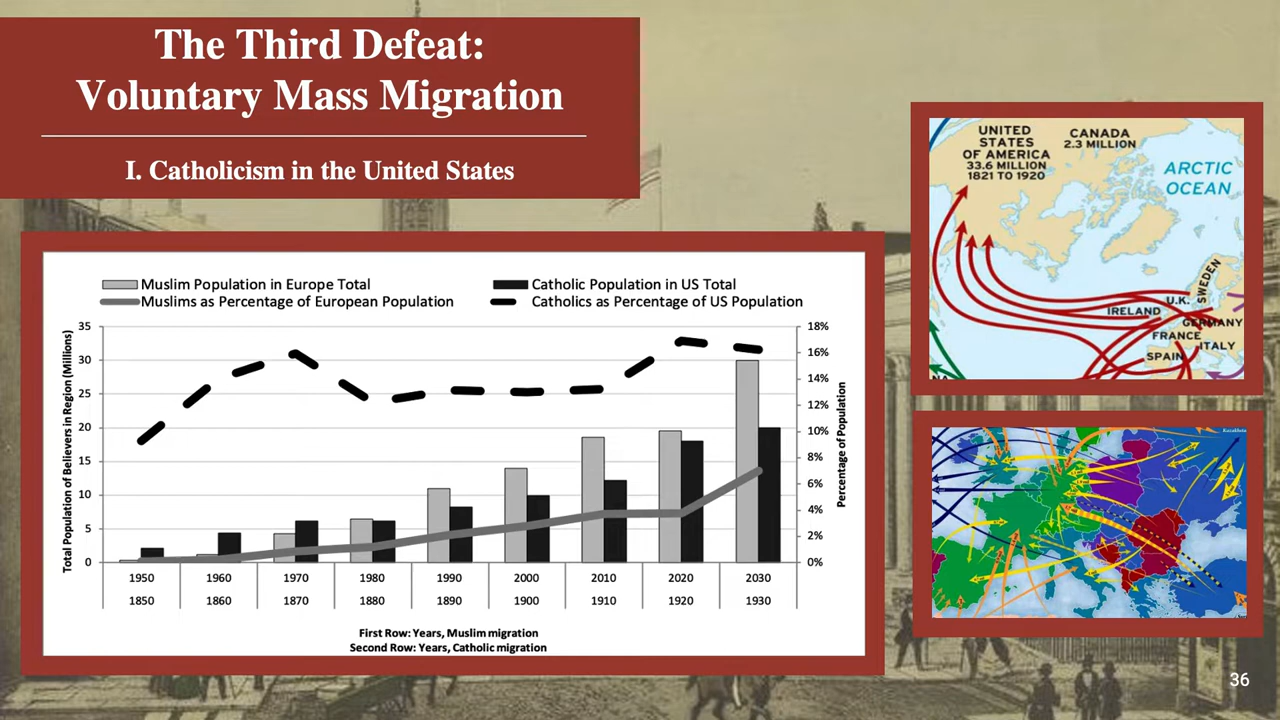 The Third Defeat:
Voluntary Mass Migration
I. Catholicism in the United States
Muslim Population in Europe Total
Catholic Population in US Total
Muslims as Percentage of European Population
Catholics as Percentage of US Population
Total Population of Believers in Region (Millions)
35
30
25
20
15
10
5
0
18%
16%
14%
12%
10%
8%
6%
4%
2%
0%
Percentage of Population
1950 1960 1970 1980 1990 2000 2010 2020 2030
1850 1860 1870 1880 1890 1900 1910 1920 1930
First Row: Years, Muslim migration
Second Row: Years, Catholic migration
UNITED
STATES
OF AMERICA
33.6 MILLION
1821 TO 1920
CANADA
2.3 MILLION
ARCTIC
OCEAN
SWEDEN
U.K.
IRELAND
GERMANY
FRANCE
ITALY
SPAIN
Kazakhstan
36